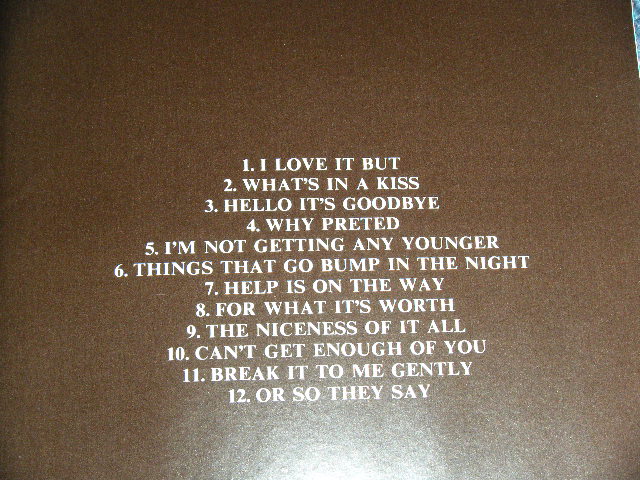 1. I LOVE IT BUT
2. WHAT'S IN A KISS
3. HELLO IT'S GOODBYE
4. WHY PRETED
5. I'M NOT GETTING ANY YOUNGER
6. THINGS THAT GO BUMP IN THE NIGHT
7. HELP IS ON THE WAY
8. FOR WHAT IT'S WORTH
9. THE NICENESS OF IT ALL
10. CAN'T GET ENOUGH OF YOU
11. BREAK IT TO ME GENTLY
12. OR SO THEY SAY